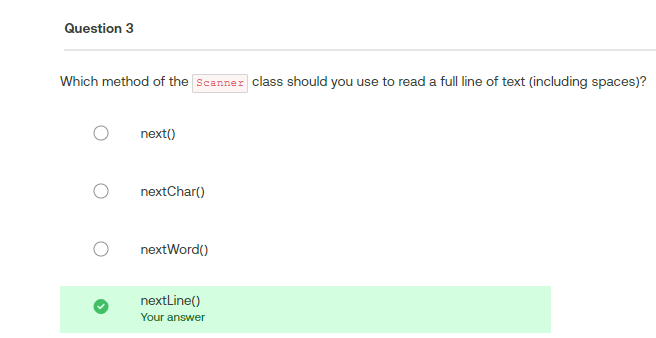 Question 3
Which method of the Scanner class should you use to read a full line of text (including spaces)?
next()
nextChar()
nextWord()
nextLine()
Your answer